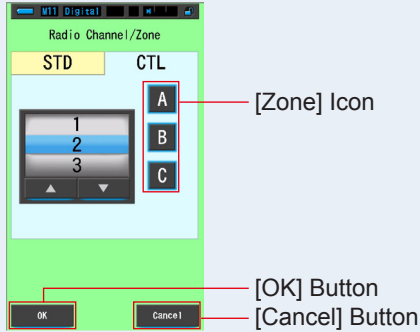 M11 Digital
Radio Channel/Zone
STD CTL
A
[Zone] Icon
1
2
3
B
C
[OK] Button
OK
Cancel
[Cancel] Button